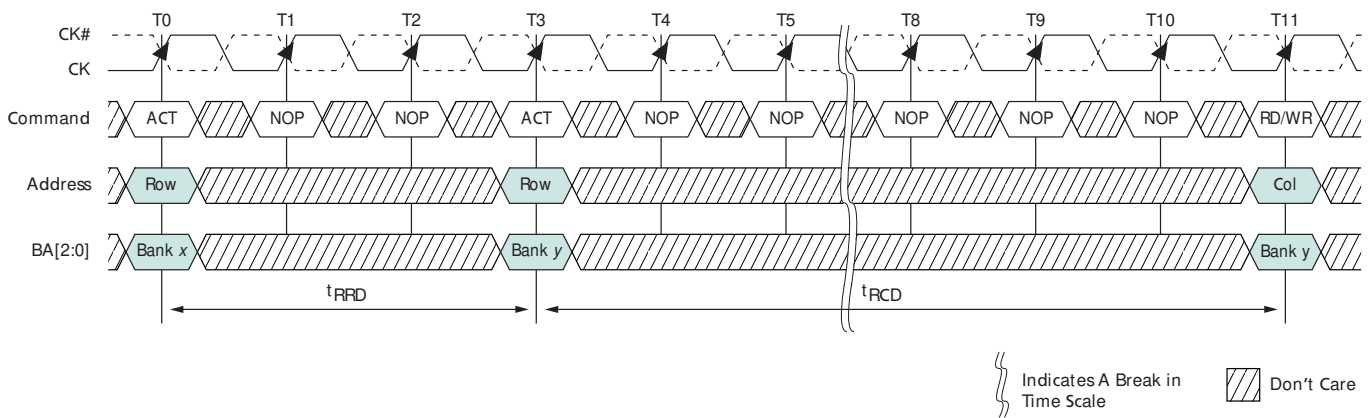 T0 T1 T2 T3 T4 T5 T8 T9 T10 T11
CK#
CK
Command ACT NOP NOP ACT NOP NOP NOP NOP NOP RD/WR
Address Row Row Col
BA[2:0] Bank x Bank y Bank y
tRRD tRCD
Indicates A Break in
Time Scale
Don't Care